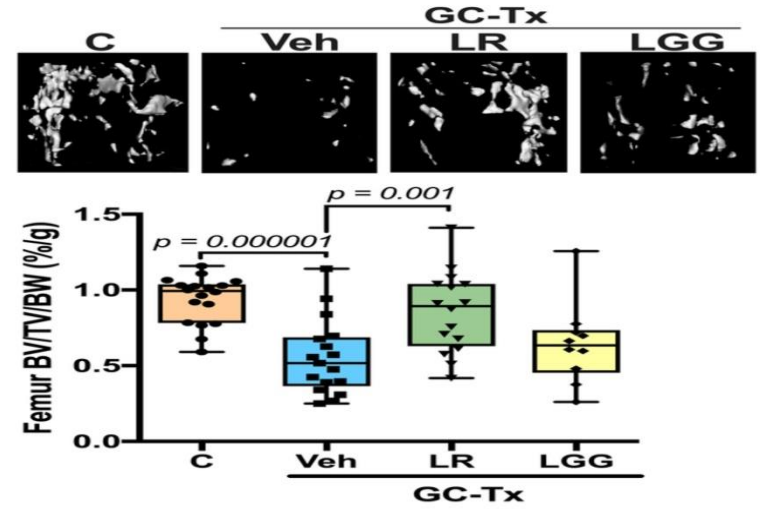 GC-Tx
C Veh LR LGG
p = 0.001
p = 0.000001
Femur BV/TV/BW (%/g)
1.5
1.0
0.5
0.0
C Veh LR LGG
GC-Tx